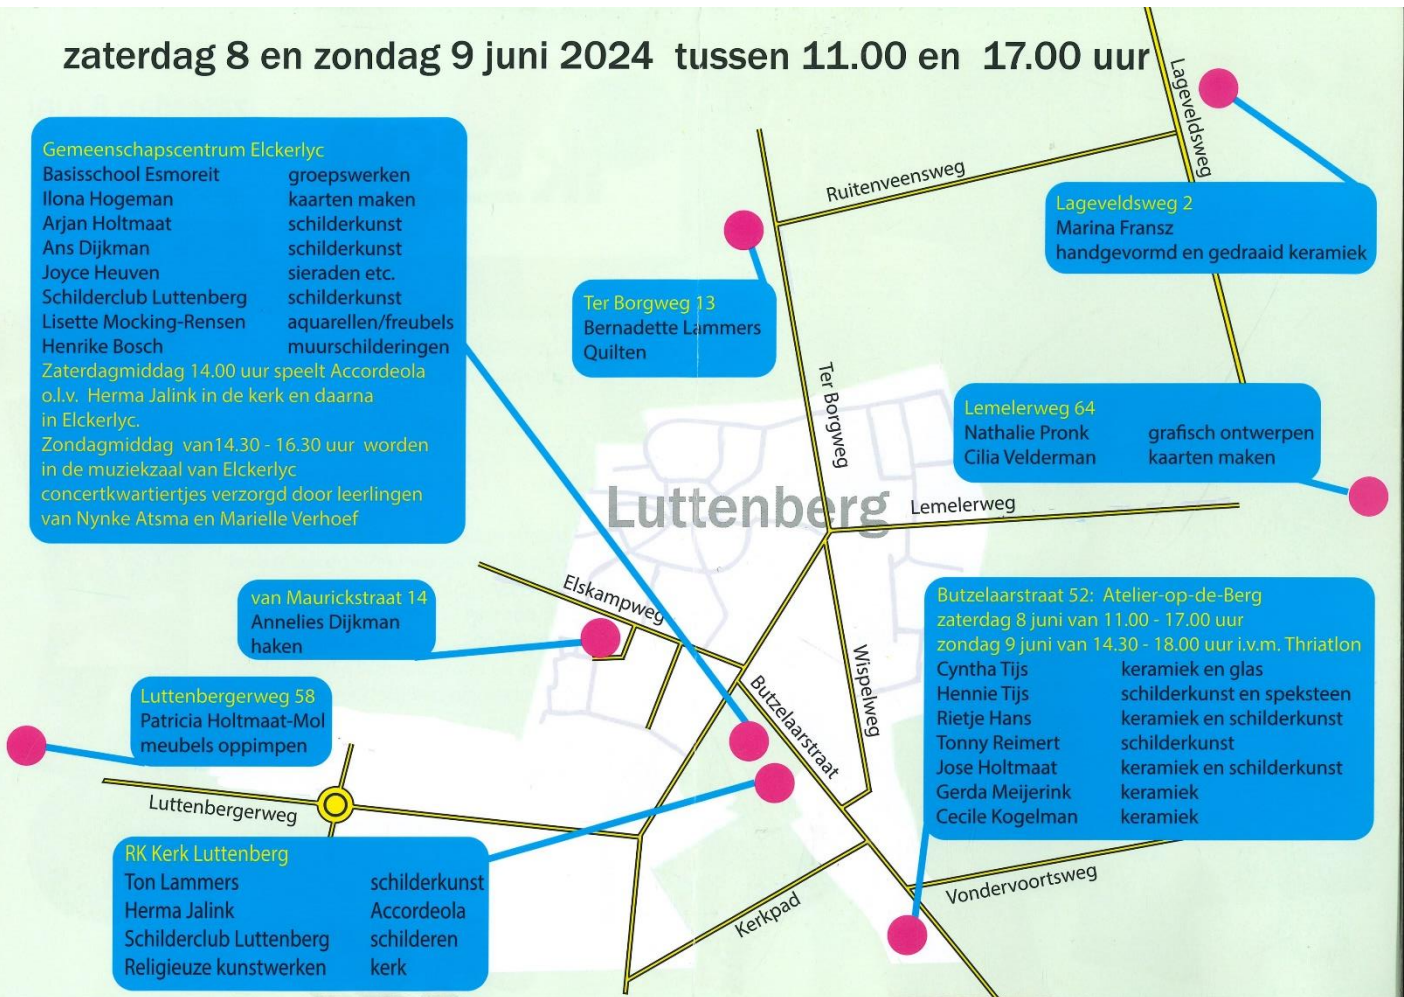 zaterdag 8 en zondag 9 juni 2024 tussen 11.00 en 17.00 uur
Gemeenschapscentrum Elckerlyc
Basisschool Esmoreit groepswerken
Ilona Hogeman kaarten maken
Arjan Holtmaat schilderkunst
Ans Dijkman schilderkunst
Joyce Heuven sieraden etc.
Schilderclub Luttenberg schilderkunst
Lisette Mocking-Rensen aquarellen/freubels
Henrike Bosch muurschilderingen
Zaterdagmiddag 14.00 uur speelt Accordeola
o.l.v. Herma Jalink in de kerk en daarna
in Elckerlyc.
Zondagmiddag van14.30 - 16.30 uur worden
in de muziekzaal van Elckerlyc
concertkwartiertjes verzorgd door leerlingen
van Nynke Atsma en Marielle Verhoef
Lageveldsweg
Ruitenveensweg
Lageveldsweg 2
Marina Fransz
handgevormd en gedraaid keramiek
Ter Borgweg 13
Bernadette Lammers
Quilten
Ter Borgweg
Lemelerweg 64
Nathalie Pronk grafisch ontwerpen
Cilia Velderman kaarten maken
Luttenberg
Lemelerweg
Elskampweg
van Maurickstraat 14
Annelies Dijkman
haken
Wispelweg
Butzelaarstraat
Butzelaarstraat 52: Atelier-op-de-Berg
zaterdag 8 juni van 11.00 - 17.00 uur
zondag 9 juni van 14.30 - 18.00 uur i.v.m. Thriatlon
Cyntha Tijs keramiek en glas
Hennie Tijs schilderkunst en speksteen
Rietje Hans keramiek en schilderkunst
Tonny Reimert schilderkunst
Jose Holtmaat keramiek en schilderkunst
Gerda Meijerink keramiek
Cecile Kogelman keramiek
Luttenbergerweg 58
Patricia Holtmaat-Mol
meubels oppimpen
Luttenbergerweg
RK Kerk Luttenberg
Ton Lammers schilderkunst
Herma Jalink Accordeola
Schilderclub Luttenberg schilderen
Religieuze kunstwerken kerk
Kerkpad
Vondervoortsweg